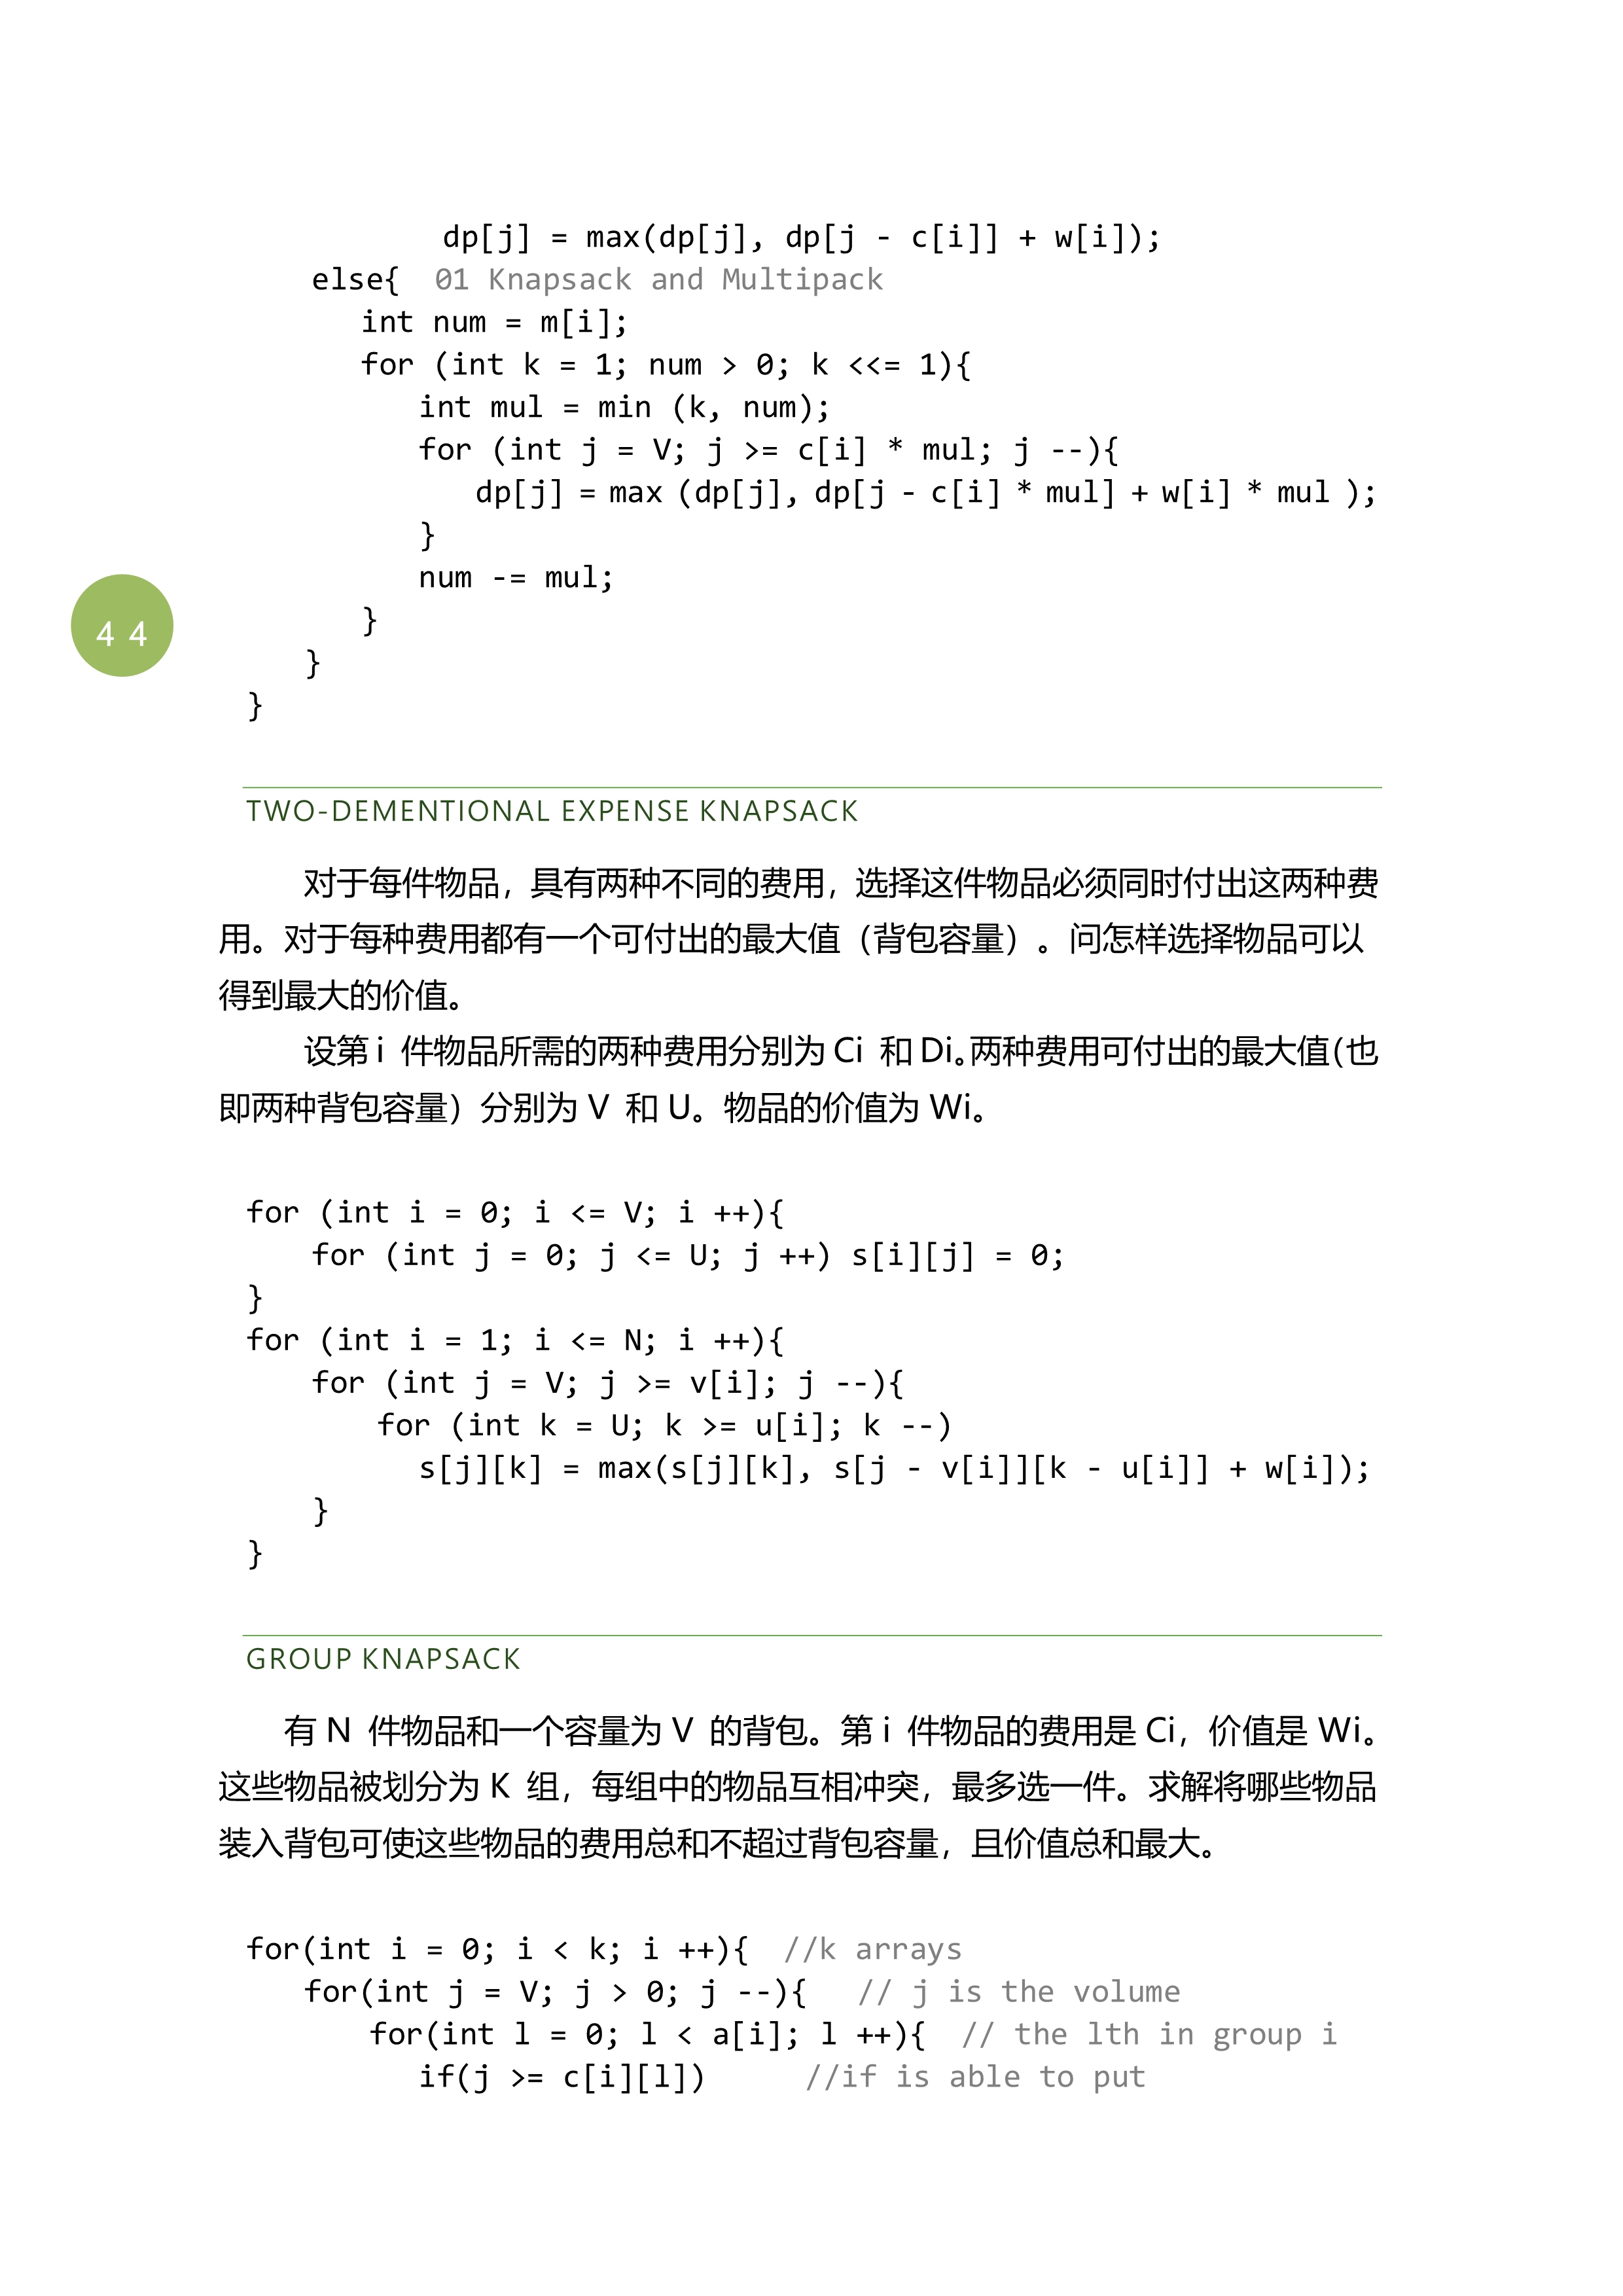 dp[j] = max(dp[j], dp[j - c[i]] + w[i]);
else{  01 Knapsack and Multipack
int num = m[i];
for (int k = 1; num > 0; k <<= 1){
int mul = min (k, num);
for (int j = V; j >= c[i] * mul; j --){
dp[j] = max (dp[j], dp[j - c[i] * mul] + w[i] * mul );
}
num -= mul;
44
}
}
}
TWO-DEMENTIONAL EXPENSE KNAPSACK
对于每件物品，具有两种不同的费用，选择这件物品必须同时付出这两种费
用。对于每种费用都有一个可付出的最大值（背包容量）。问怎样选择物品可以
得到最大的价值。
设第 i 件物品所需的两种费用分别为 Ci 和 Di。两种费用可付出的最大值（也
即两种背包容量）分别为 V 和 U。物品的价值为 Wi。
for (int i = 0; i <= V; i ++){
for (int j = 0; j <= U; j ++) s[i][j] = 0;
}
for (int i = 1; i <= N; i ++){
for (int j = V; j >= v[i]; j --){
for (int k = U; k >= u[i]; k --)
s[j][k] = max(s[j][k], s[j - v[i]][k - u[i]] + w[i]);
}
}
GROUP KNAPSACK
有 N 件物品和一个容量为 V 的背包。第 i 件物品的费用是 Ci，价值是 Wi。
这些物品被划分为 K 组，每组中的物品互相冲突，最多选一件。求解将哪些物品
装入背包可使这些物品的费用总和不超过背包容量，且价值总和最大。
for(int i = 0; i < k; i ++){  //k arrays
for(int j = V; j > 0; j --){   // j is the volume
for(int l = 0; l < a[i]; l ++){  // the lth in group i
if(j >= c[i][l])      //if is able to put